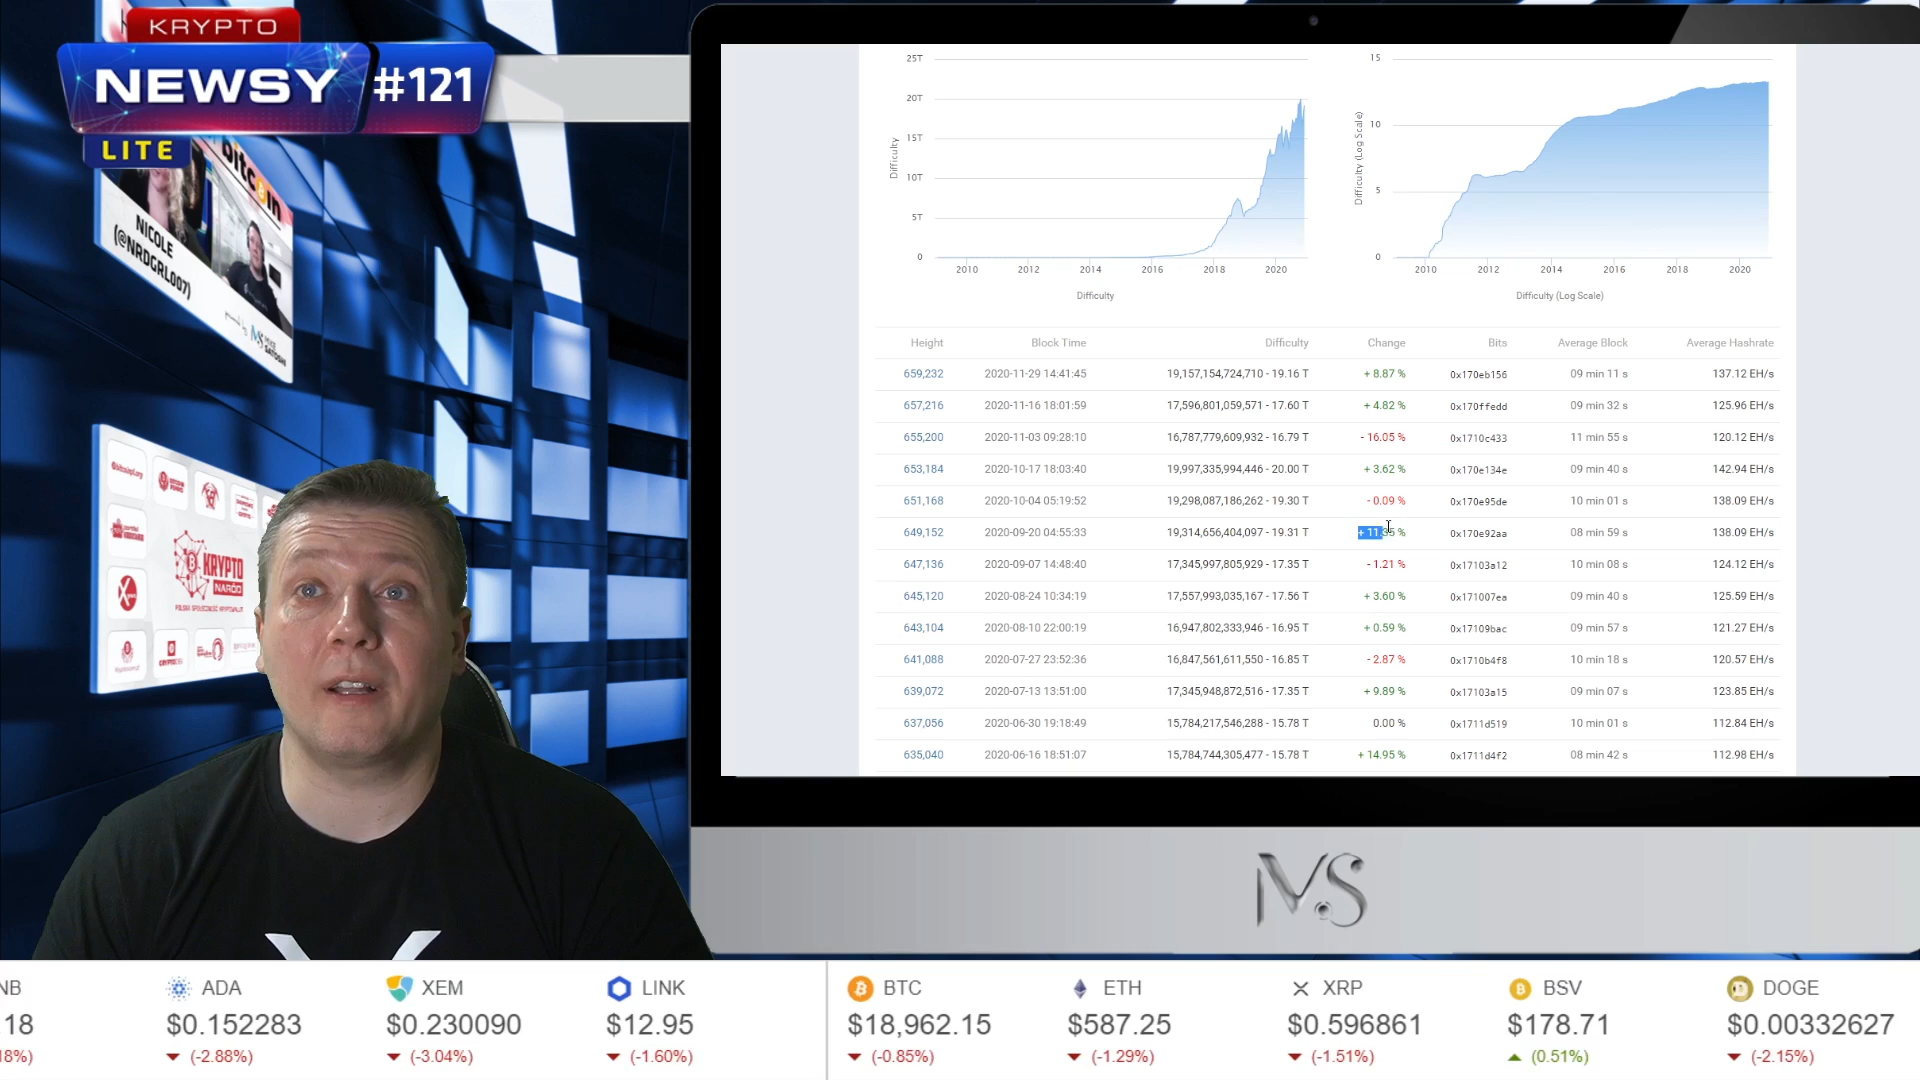 KRYPTO
NEWSY #121
LITE
bitcoin
NICOLE
(@NRDGRL007)
powered by MS MIKE SATOSHI
KRYPTO
NARÓD
POLSKA SPOŁECZNOŚĆ KRYPTOWALUT
25T
20T
15T
10T
5T
0
Difficulty
2010 2012 2014 2016 2018 2020
Difficulty
15
10
5
0
Difficulty (Log Scale)
2010 2012 2014 2016 2018 2020
Difficulty (Log Scale)
Height Block Time Difficulty Change Bits Average Block Average Hashrate
659,232 2020-11-29 14:41:45 19,157,154,724,710 - 19.16 T + 8.87 % 0x170eb156 09 min 11 s 137.12 EH/s
657,216 2020-11-16 18:01:59 17,596,801,059,571 - 17.60 T + 4.82 % 0x170ffedd 09 min 32 s 125.96 EH/s
655,200 2020-11-03 09:28:10 16,787,779,609,932 - 16.79 T - 16.05 % 0x1710c433 11 min 55 s 120.12 EH/s
653,184 2020-10-17 18:03:40 19,997,335,994,446 - 20.00 T + 3.62 % 0x170e134e 09 min 40 s 142.94 EH/s
651,168 2020-10-04 05:19:52 19,298,087,186,262 - 19.30 T - 0.09 % 0x170e95de 10 min 01 s 138.09 EH/s
649,152 2020-09-20 04:55:33 19,314,656,404,097 - 19.31 T + 11.35 % 0x170e92aa 08 min 59 s 138.09 EH/s
647,136 2020-09-07 14:48:40 17,345,997,805,929 - 17.35 T - 1.21 % 0x17103a12 10 min 08 s 124.12 EH/s
645,120 2020-08-24 10:34:19 17,557,993,035,167 - 17.56 T + 3.60 % 0x171007ea 09 min 40 s 125.59 EH/s
643,104 2020-08-10 22:00:19 16,947,802,333,946 - 16.95 T + 0.59 % 0x17109bac 09 min 57 s 121.27 EH/s
641,088 2020-07-27 23:52:36 16,847,561,611,550 - 16.85 T - 2.87 % 0x1710b4f8 10 min 18 s 120.57 EH/s
639,072 2020-07-13 13:51:00 17,345,948,872,516 - 17.35 T + 9.89 % 0x17103a15 09 min 07 s 123.85 EH/s
637,056 2020-06-30 19:18:49 15,784,217,546,288 - 15.78 T 0.00 % 0x1711d519 10 min 01 s 112.84 EH/s
635,040 2020-06-16 18:51:07 15,784,744,305,477 - 15.78 T + 14.95 % 0x1711d4f2 08 min 42 s 112.98 EH/s
MS
NB ADA XEM LINK BTC ETH XRP BSV DOGE
.18 $0.152283 $0.230090 $12.95 $18,962.15 $587.25 $0.596861 $178.71 $0.00332627
18%) (-2.88%) (-3.04%) (-1.60%) (-0.85%) (-1.29%) (-1.51%) (0.51%) (-2.15%)